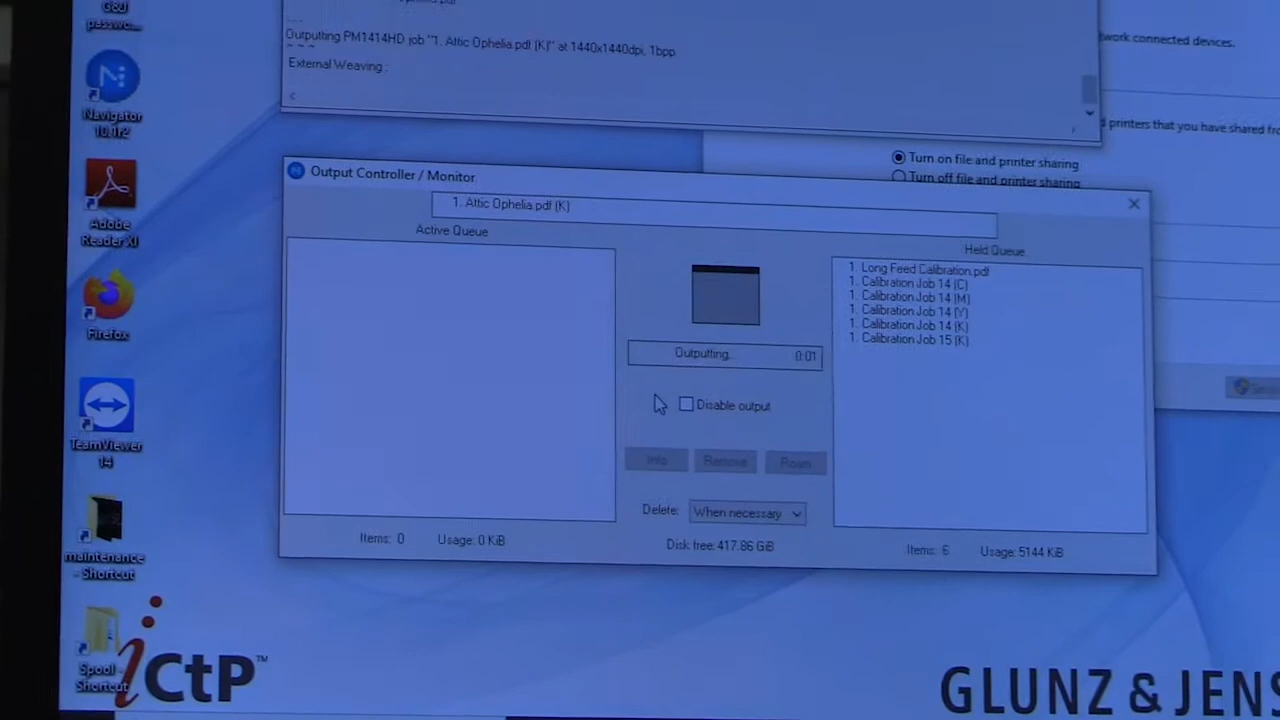 G&J
passwc...
Outputting PM1414HD job "1. Attic Ophelia.pdf (K)" at 1440x1440dpi, 1bpp
~ ~ ~
External Weaving :
work connected devices.
printers that you have shared fro
Turn on file and printer sharing
Turn off file and printer sharing
Navigator
10.1r2
Adobe
Reader XI
Firefox
TeamViewer
14
maintenance
- Shortcut
Spool -
Shortcut
Output Controller / Monitor
1. Attic Ophelia.pdf (K)
Active Queue
Held Queue
1. Long Feed Calibration.pdf
1. Calibration Job 14 (C)
1. Calibration Job 14 (M)
1. Calibration Job 14 (Y)
1. Calibration Job 14 (K)
1. Calibration Job 15 (K)
Outputting... 0:01
Disable output
Info Remove Roam
Delete: When necessary
Items: 0 Usage: 0 KiB
Disk free: 417.86 GiB
Items: 6 Usage: 5144 KiB
iCtP™
GLUNZ & JENS